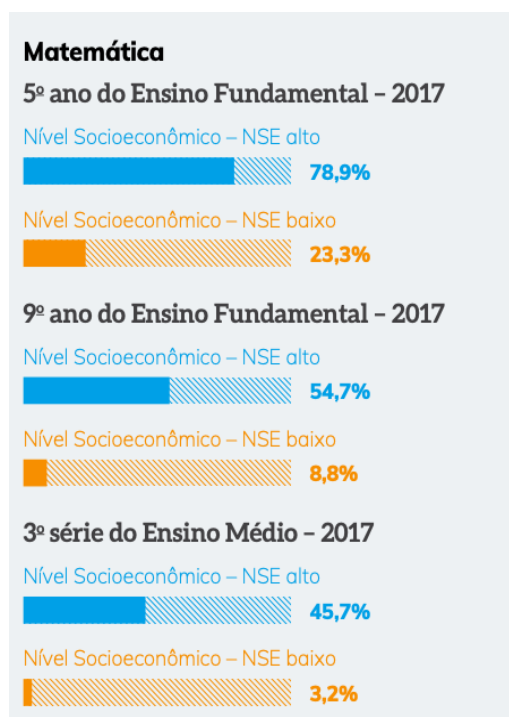 Matemática
5º ano do Ensino Fundamental – 2017
Nível Socioeconômico – NSE alto
78,9%
Nível Socioeconômico – NSE baixo
23,3%
9º ano do Ensino Fundamental – 2017
Nível Socioeconômico – NSE alto
54,7%
Nível Socioeconômico – NSE baixo
8,8%
3ª série do Ensino Médio – 2017
Nível Socioeconômico – NSE alto
45,7%
Nível Socioeconômico – NSE baixo
3,2%